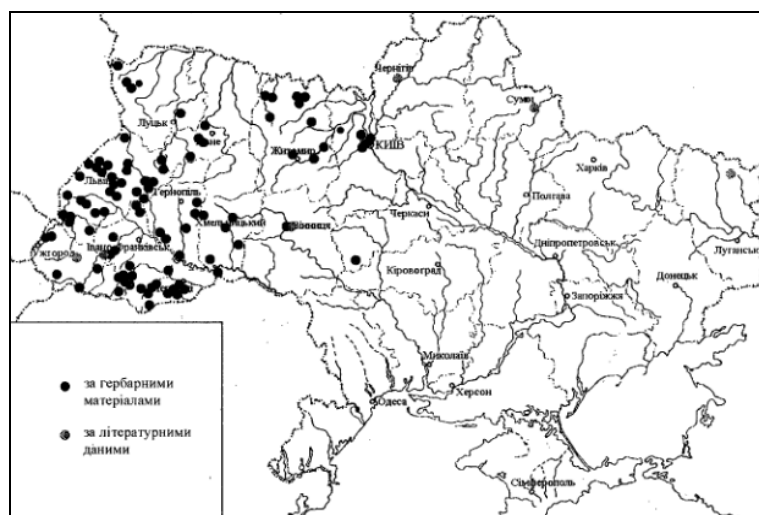 Чернігів
Суми
Луцьк
КИЇВ
Житомир
Харків
Львів
Тернопіль
Полтава
Черкаси
Хмельницький
Луганськ
Івано-Франківськ
Дніпропетровськ
Ужгород
Кіровоград
Донецьк
Запоріжжя
Миколаїв
за гербарними
матеріалами
Херсон
Одеса
за літературними
даними
Сімферополь